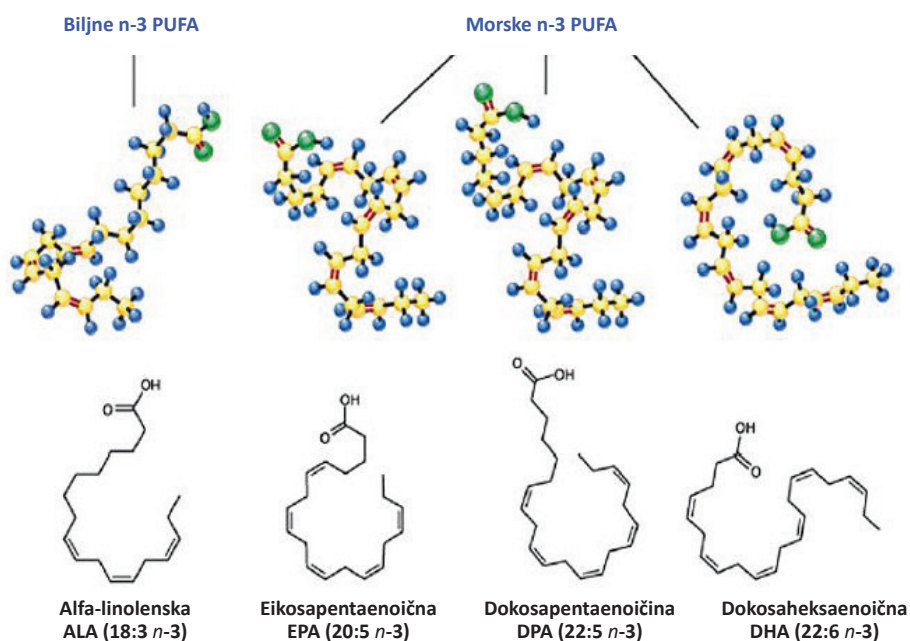 Biljne n-3 PUFA
Morske n-3 PUFA
O
OH
O
OH
O
OH
OH
O
Alfa-linolenska
ALA (18:3 n-3)
Eikosapentaenoična
EPA (20:5 n-3)
Dokosapentaenoičina
DPA (22:5 n-3)
Dokosaheksaenoična
DHA (22:6 n-3)